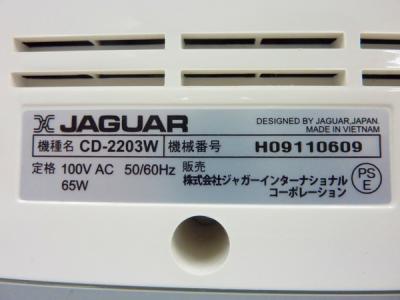 JAGUAR
DESIGNED BY JAGUAR,JAPAN.
MADE IN VIETNAM
機種名 CD-2203W 機械番号 H09110609
定格 100V AC 50/60Hz 販売
65W 株式会社ジャガーインターナショナル
コーポレーション
PS
E